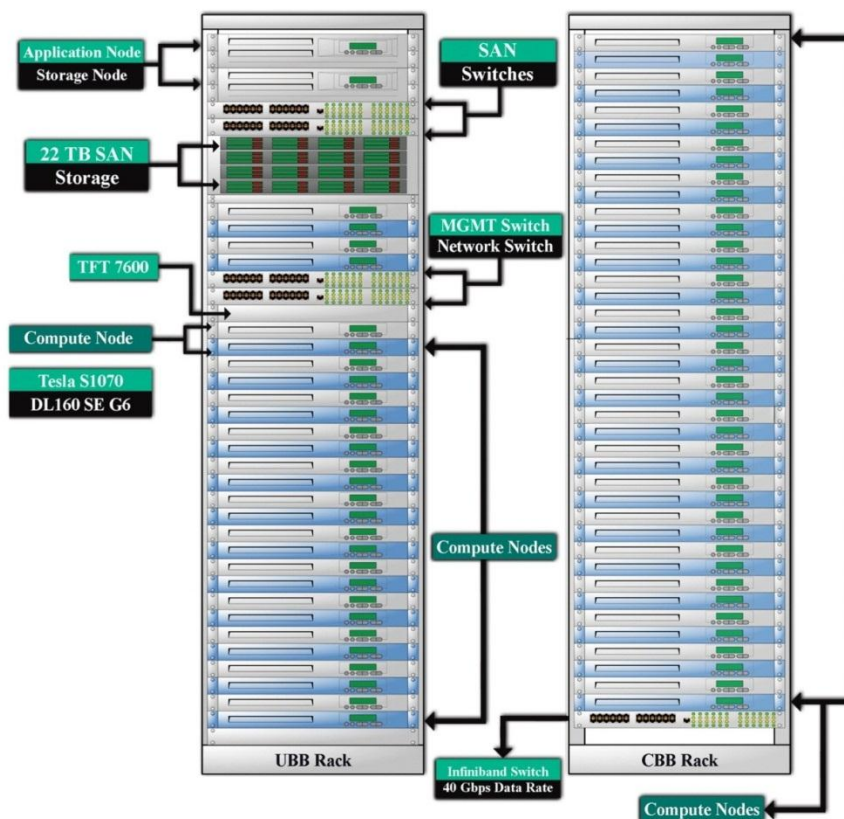 Application Node
Storage Node
SAN
Switches
22 TB SAN
Storage
MGMT Switch
Network Switch
TFT 7600
Compute Node
Tesla S1070
DL160 SE G6
Compute Nodes
UBB Rack
Infiniband Switch
40 Gbps Data Rate
CBB Rack
Compute Nodes